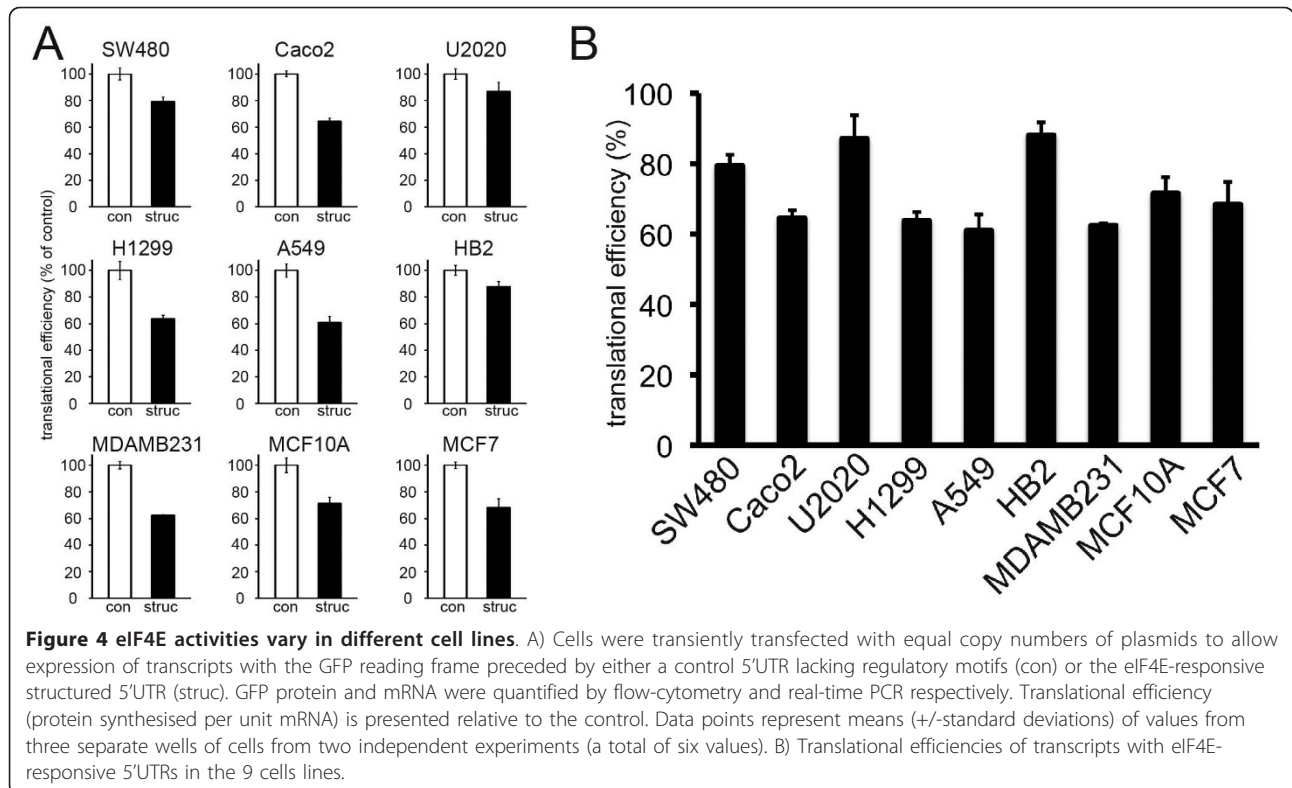 A
B
SW480
Caco2
U2020
100
80
60
40
20
0
con struc
100
80
60
40
20
0
con struc
100
80
60
40
20
0
con struc
translational efficiency (% of control)
H1299
A549
HB2
100
80
60
40
20
0
con struc
100
80
60
40
20
0
con struc
100
80
60
40
20
0
con struc
MDAMB231
MCF10A
MCF7
100
80
60
40
20
0
con struc
100
80
60
40
20
0
con struc
100
80
60
40
20
0
con struc
translational efficiency (%)
100
80
60
40
20
0
SW480
Caco2
U2020
H1299
A549
HB2
MDAMB231
MCF10A
MCF7
Figure 4 eIF4E activities vary in different cell lines. A) Cells were transiently transfected with equal copy numbers of plasmids to allow
expression of transcripts with the GFP reading frame preceded by either a control 5'UTR lacking regulatory motifs (con) or the eIF4E-responsive
structured 5'UTR (struc). GFP protein and mRNA were quantified by flow-cytometry and real-time PCR respectively. Translational efficiency
(protein synthesised per unit mRNA) is presented relative to the control. Data points represent means (+/-standard deviations) of values from
three separate wells of cells from two independent experiments (a total of six values). B) Translational efficiencies of transcripts with eIF4E-
responsive 5'UTRs in the 9 cells lines.